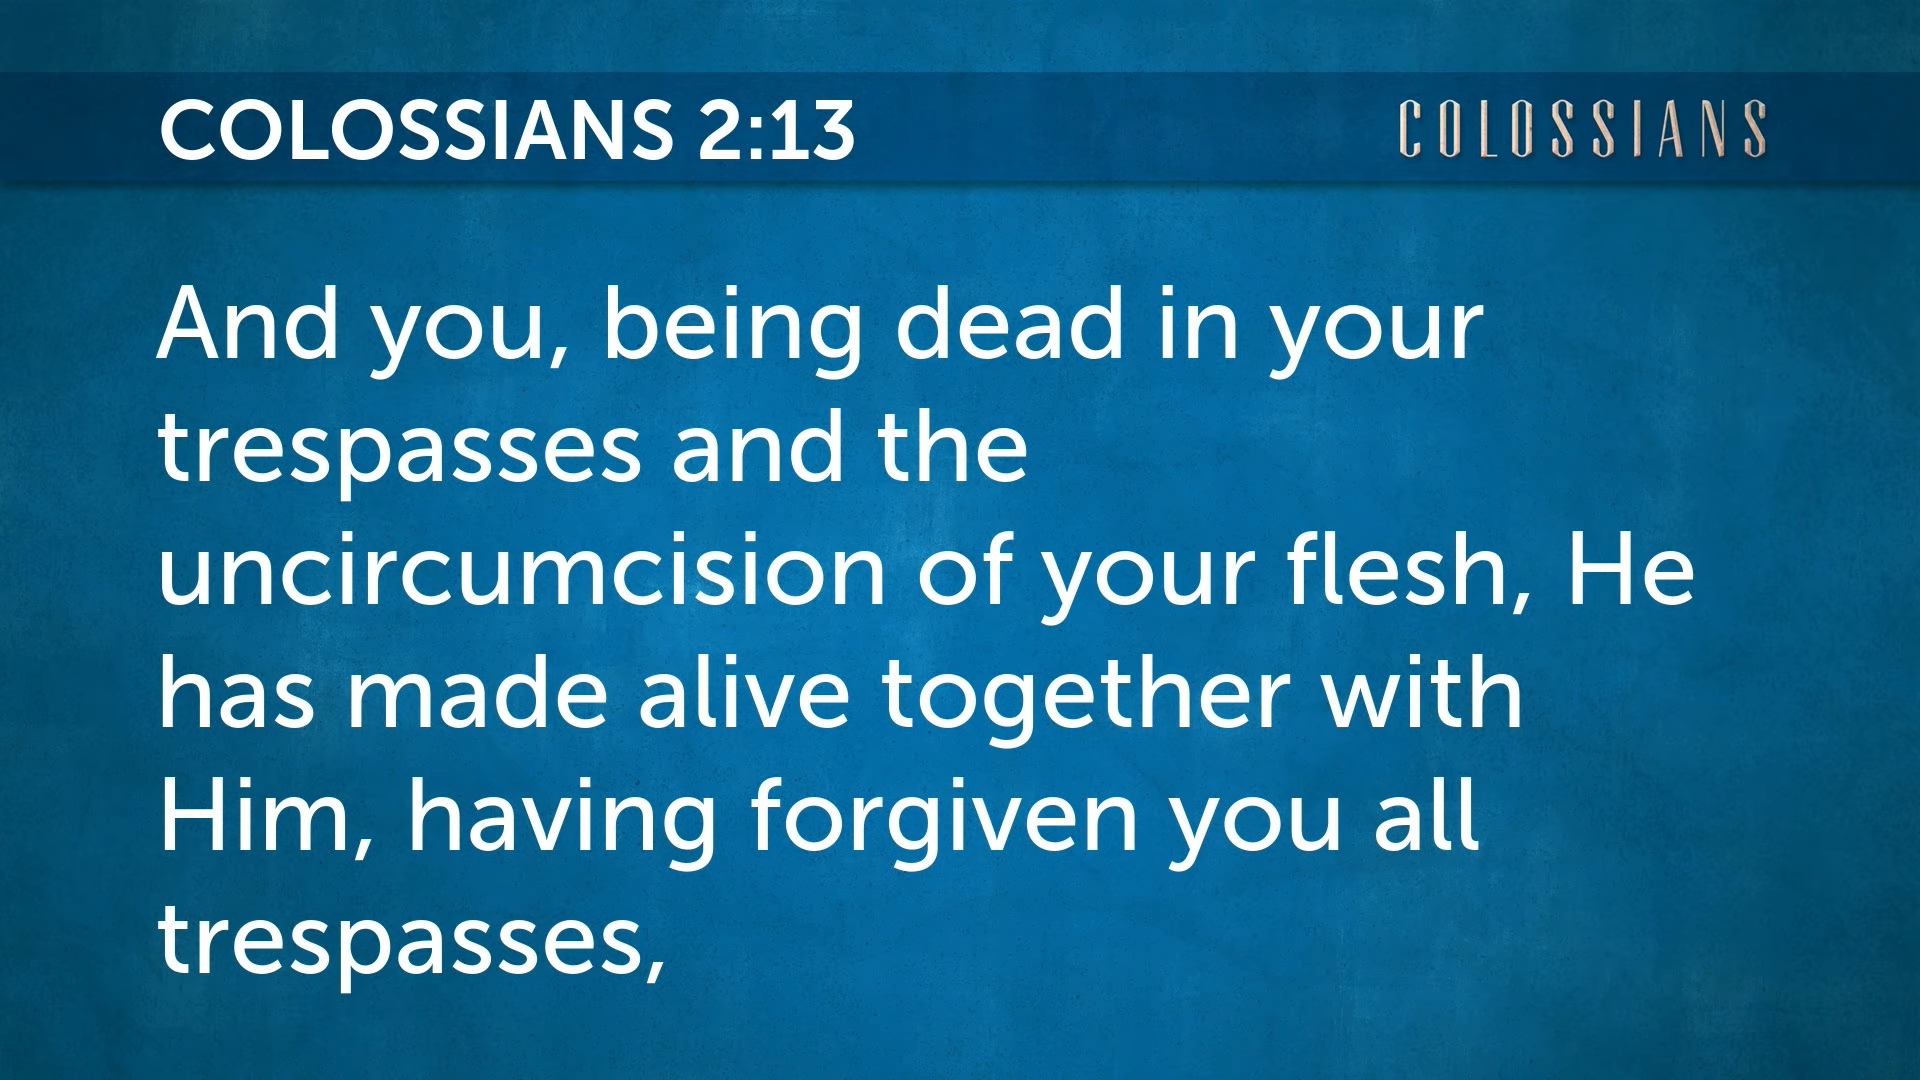 COLOSSIANS 2:13
COLOSSIANS
And you, being dead in your
trespasses and the
uncircumcision of your flesh, He
has made alive together with
Him, having forgiven you all
trespasses,